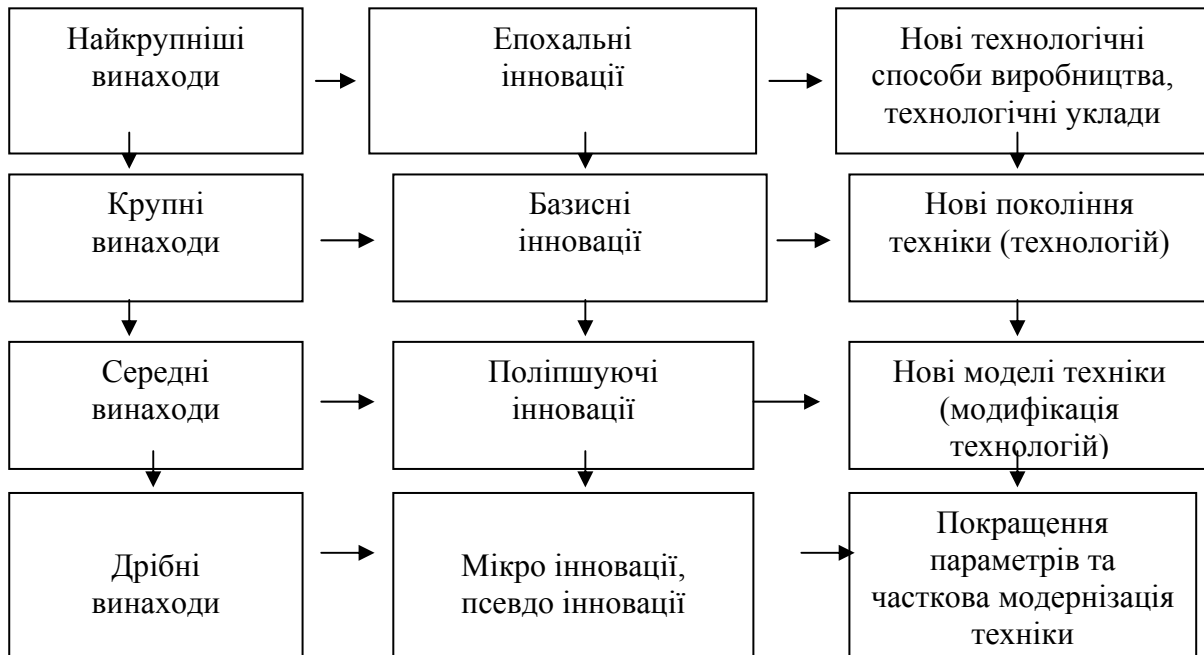 Найкрупніші
винаходи
Епохальні
інновації
Нові технологічні
способи виробництва,
технологічні уклади
Крупні
винаходи
Базисні
інновації
Нові покоління
техніки (технологій)
Середні
винаходи
Поліпшуючі
інновації
Нові моделі техніки
(модифікація
технологій)
Дрібні
винаходи
Мікро інновації,
псевдо інновації
Покращення
параметрів та
часткова модернізація
техніки